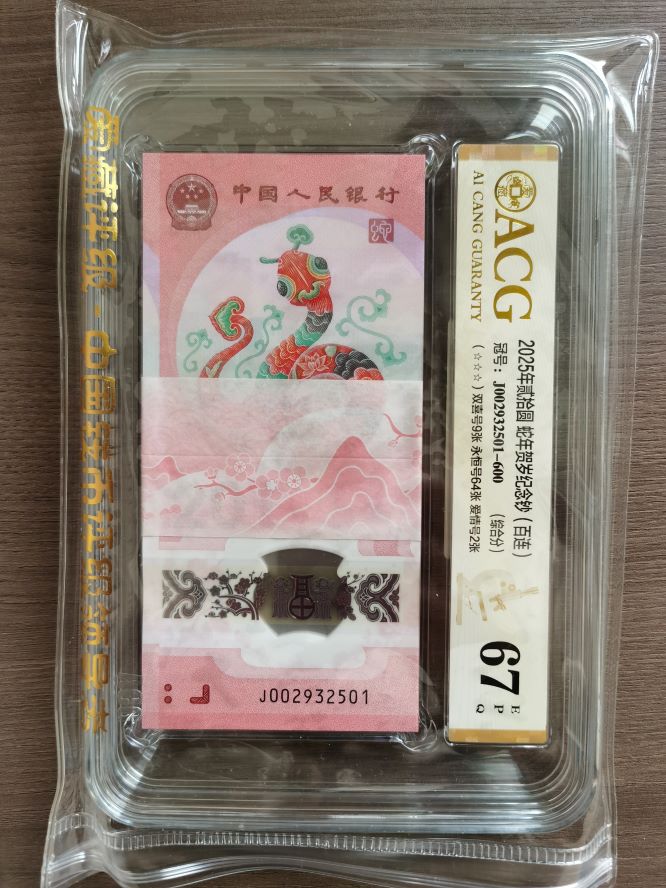 爱藏评级·中国钱币评级领导者
中国人民银行
J002932501
ACG
AI CANG GUARANTY
2025年贰拾圆 蛇年贺岁纪念钞（百连）
冠号：J002932501-600 （综合分）
（☆☆☆）双喜号9张 永恒号64张 爱情号2张
67
EPQ